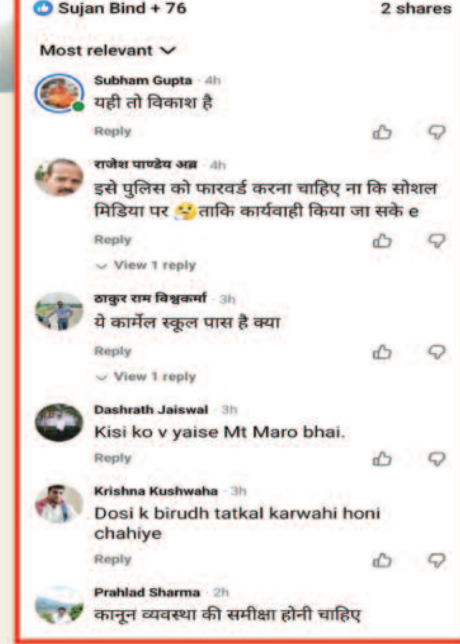 Sujan Bind + 76 2 shares
Most relevant
Subham Gupta · 4h
यही तो विकाश है
Reply
राजेश पाण्डेय अब्र · 4h
इसे पुलिस को फारवर्ड करना चाहिए ना कि सोशल
मिडिया पर 🤔ताकि कार्यवाही किया जा सके e
Reply
View 1 reply
ठाकुर राम विश्वकर्मा · 3h
ये कार्मेल स्कूल पास है क्या
Reply
View 1 reply
Dashrath Jaiswal · 3h
Kisi ko v yaise Mt Maro bhai.
Reply
Krishna Kushwaha · 3h
Dosi k birudh tatkal karwahi honi
chahiye
Reply
Prahlad Sharma · 2h
कानून व्यवस्था की समीक्षा होनी चाहिए